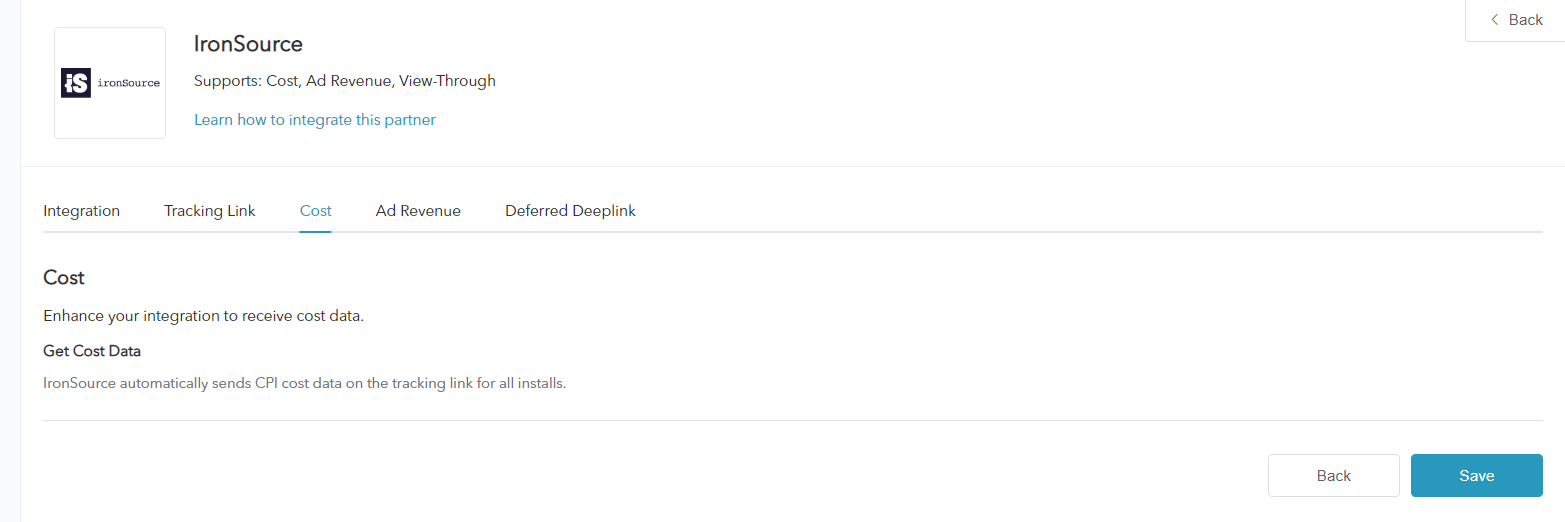 Back
IronSource
iS ironSource
Supports: Cost, Ad Revenue, View-Through
Learn how to integrate this partner
Integration Tracking Link Cost Ad Revenue Deferred Deeplink
Cost
Enhance your integration to receive cost data.
Get Cost Data
IronSource automatically sends CPI cost data on the tracking link for all installs.
Back Save